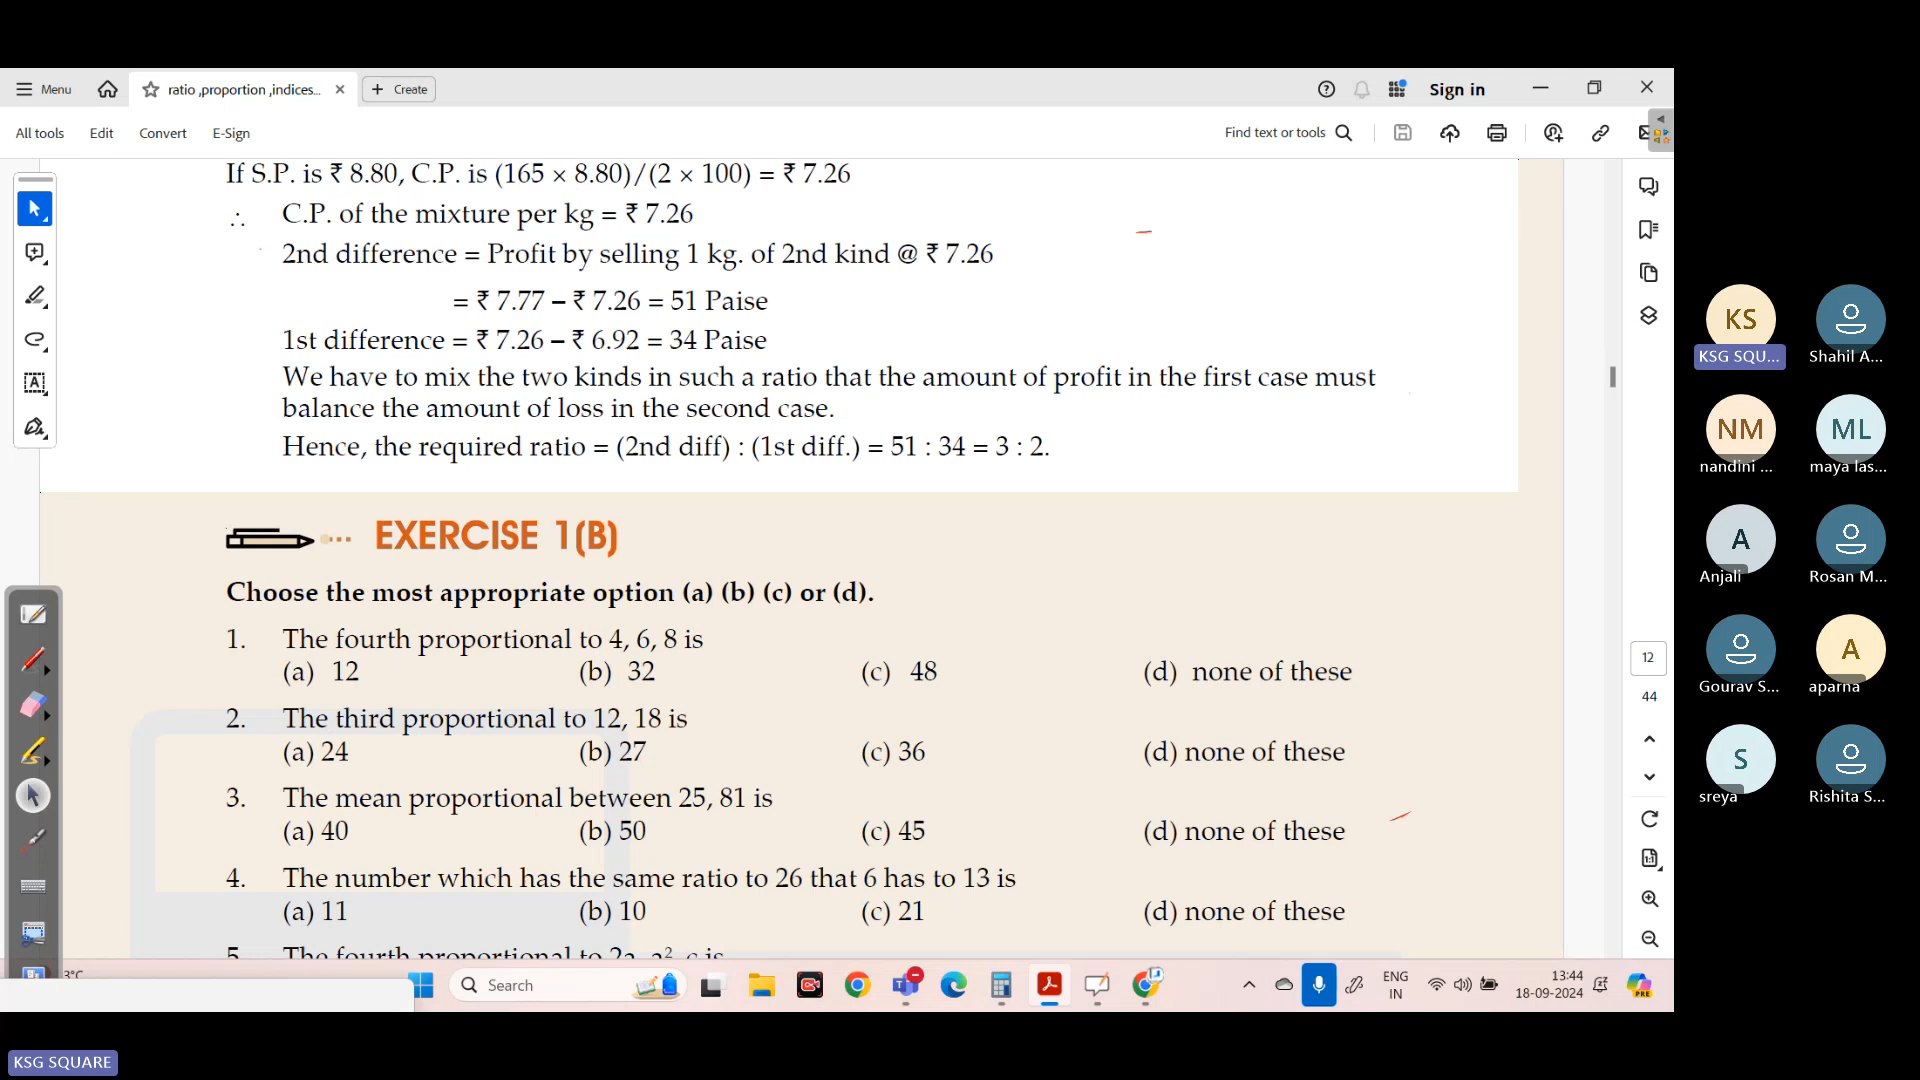 Menu
ratio ,proportion ,indices...
Create
Sign in
All tools
Edit
Convert
E-Sign
Find text or tools
If S.P. is ₹ 8.80, C.P. is (165 × 8.80)/(2 × 100) = ₹ 7.26
∴ C.P. of the mixture per kg = ₹ 7.26
2nd difference = Profit by selling 1 kg. of 2nd kind @ ₹ 7.26
= ₹ 7.77 – ₹ 7.26 = 51 Paise
1st difference = ₹ 7.26 – ₹ 6.92 = 34 Paise
We have to mix the two kinds in such a ratio that the amount of profit in the first case must
balance the amount of loss in the second case.
Hence, the required ratio = (2nd diff) : (1st diff.) = 51 : 34 = 3 : 2.
EXERCISE 1(B)
Choose the most appropriate option (a) (b) (c) or (d).
1. The fourth proportional to 4, 6, 8 is
(a) 12 (b) 32 (c) 48 (d) none of these
2. The third proportional to 12, 18 is
(a) 24 (b) 27 (c) 36 (d) none of these
3. The mean proportional between 25, 81 is
(a) 40 (b) 50 (c) 45 (d) none of these
4. The number which has the same ratio to 26 that 6 has to 13 is
(a) 11 (b) 10 (c) 21 (d) none of these
5. The fourth proportional to 2a, a², c is
12
44
3°C
Search
ENG
IN
13:44
18-09-2024
PRE
KS
KSG SQU...
Shahil A...
NM
nandini ...
ML
maya las...
A
Anjali
Rosan M...
Gourav S...
A
aparna
S
sreya
Rishita S...
KSG SQUARE